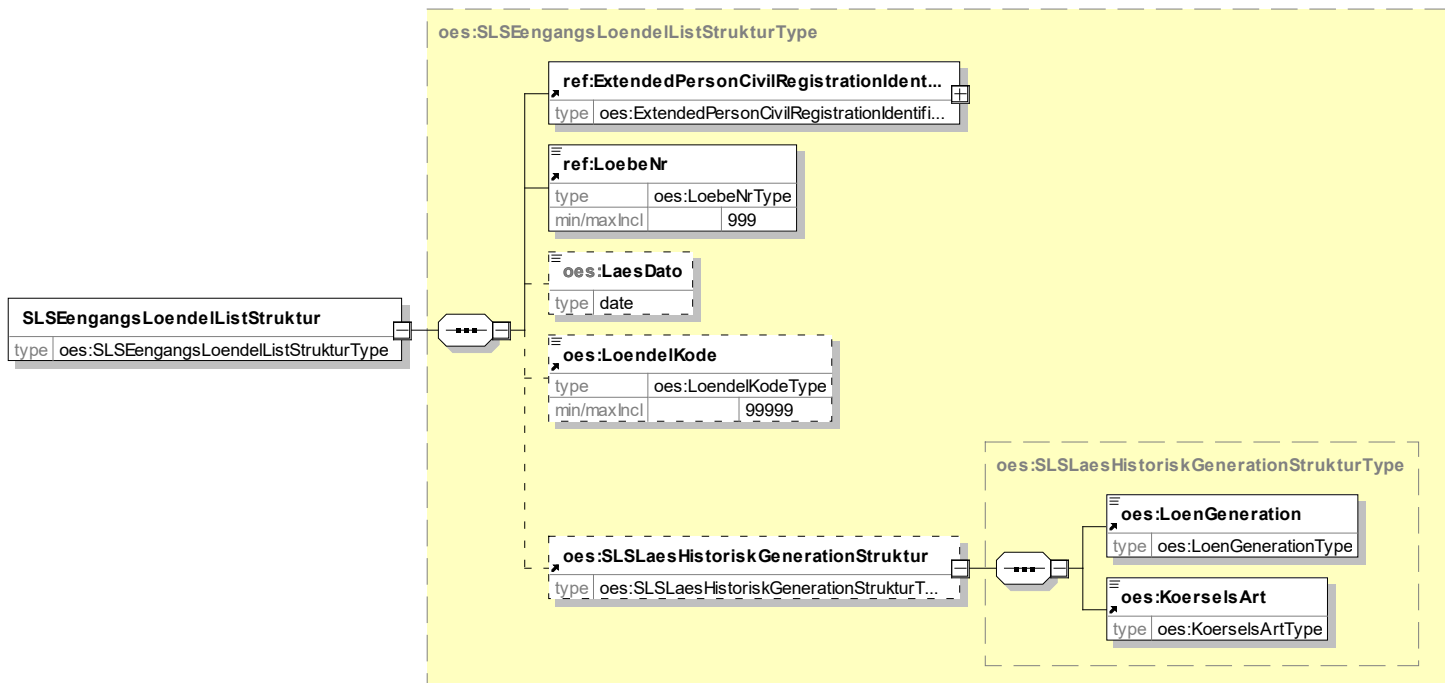 oes:SLSEengangsLoendelListStrukturType
ref:ExtendedPersonCivilRegistrationIdent...
type oes:ExtendedPersonCivilRegistrationIdentifi...
ref:LoebeNr
type oes:LoebeNrType
min/maxIncl 999
oes:LaesDato
type date
SLSEengangsLoendelListStruktur
type oes:SLSEengangsLoendelListStrukturType
oes:LoendelKode
type oes:LoendelKodeType
min/maxIncl 99999
oes:SLSLaesHistoriskGenerationStrukturType
oes:LoenGeneration
type oes:LoenGenerationType
oes:SLSLaesHistoriskGenerationStruktur
type oes:SLSLaesHistoriskGenerationStrukturT...
oes:KoerselsArt
type oes:KoerselsArtType